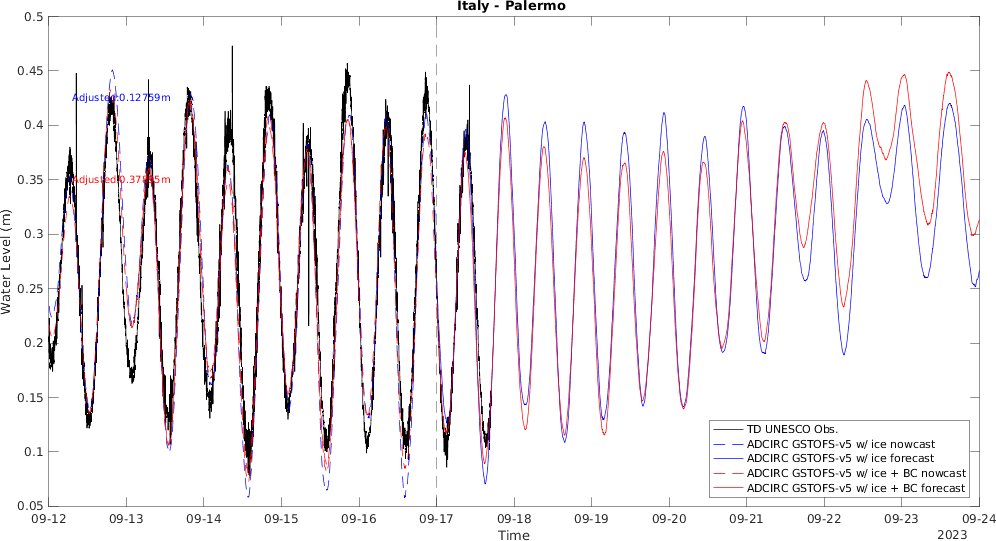 Italy - Palermo
0.5
0.45
0.4
0.35
0.3
0.25
0.2
0.15
0.1
0.05
Water Level (m)
Adjusted:0.12759m
09-12 09-13 09-14 09-15 09-16 09-17 09-18 09-19 09-20 09-21 09-22 09-23 09-24
Time
2023
TD UNESCO Obs.
ADCIRC GSTOFS-v5 w/ ice nowcast
ADCIRC GSTOFS-v5 w/ ice forecast
ADCIRC GSTOFS-v5 w/ ice + BC nowcast
ADCIRC GSTOFS-v5 w/ ice + BC forecast